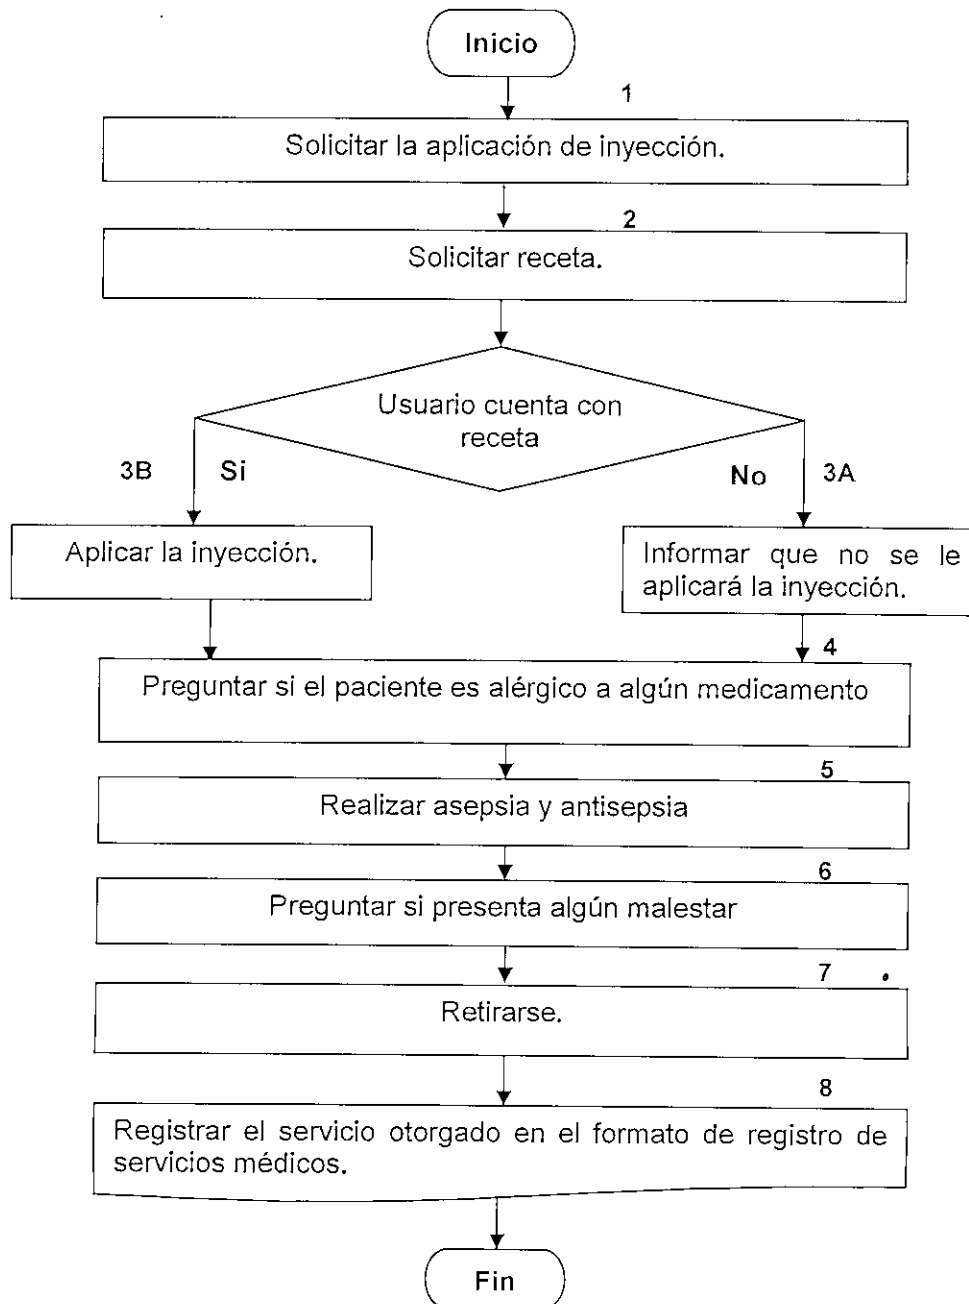 Inicio
1
Solicitar la aplicación de inyección.
2
Solicitar receta.
Usuario cuenta con
receta
3B Si
No 3A
Aplicar la inyección.
Informar que no se le
aplicará la inyección.
4
Preguntar si el paciente es alérgico a algún medicamento
5
Realizar asepsia y antisepsia
6
Preguntar si presenta algún malestar
7
Retirarse.
8
Registrar el servicio otorgado en el formato de registro de
servicios médicos.
Fin